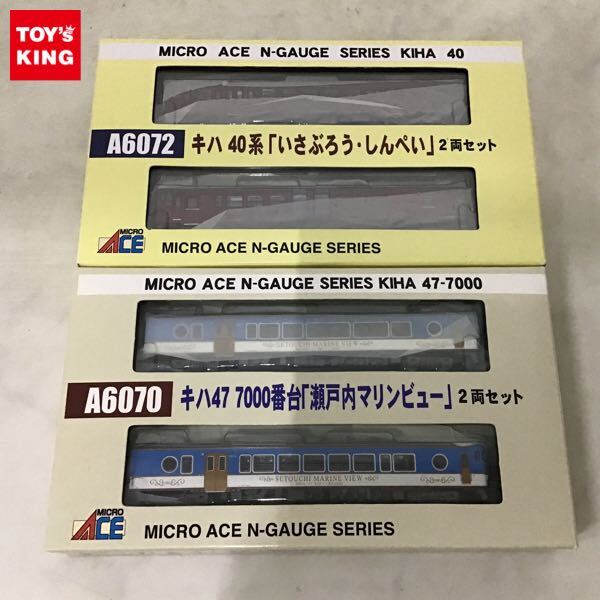 TOY'S
KING
MICRO ACE N-GAUGE SERIES KIHA 40
A6072 キハ 40系「いさぶろう・しんぺい」2両セット
MICRO
ACE
MICRO ACE N-GAUGE SERIES
MICRO ACE N-GAUGE SERIES KIHA 47-7000
SETOUCHI MARINE VIEW
A6070 キハ47 7000番台「瀬戸内マリンビュー」2両セット
SETOUCHI MARINE VIEW
MICRO
ACE
MICRO ACE N-GAUGE SERIES